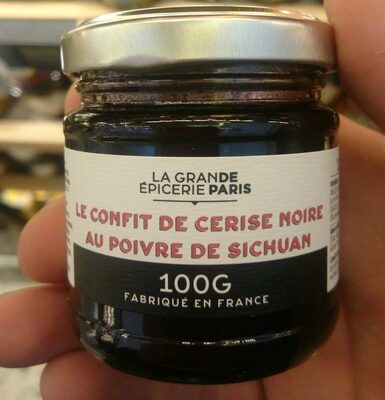 LA GRANDE
ÉPICERIE PARIS
LE CONFIT DE CERISE NOIRE
AU POIVRE DE SICHUAN
100G
FABRIQUÉ EN FRANCE